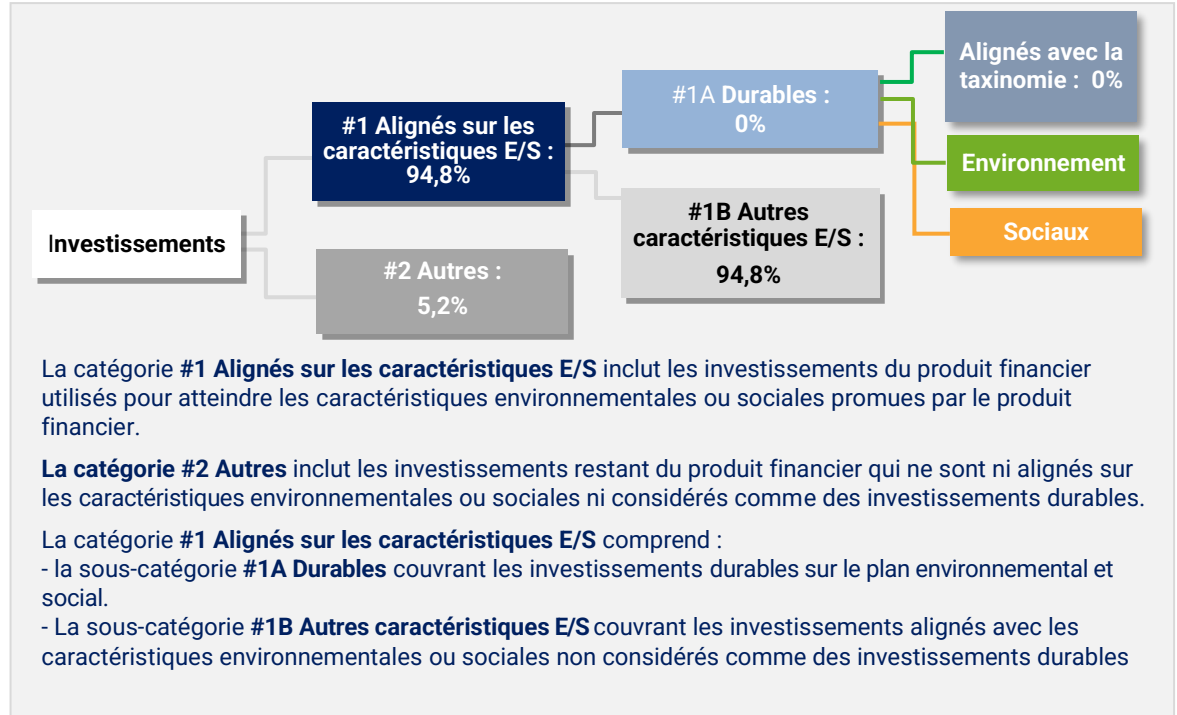 Alignés avec la
taxinomie : 0%
#1A Durables :
0%
#1 Alignés sur les
caractéristiques E/S :
94,8%
Environnement
#1B Autres
caractéristiques E/S :
94,8%
Sociaux
Investissements
#2 Autres :
5,2%
La catégorie #1 Alignés sur les caractéristiques E/S inclut les investissements du produit financier
utilisés pour atteindre les caractéristiques environnementales ou sociales promues par le produit
financier.
La catégorie #2 Autres inclut les investissements restant du produit financier qui ne sont ni alignés sur
les caractéristiques environnementales ou sociales ni considérés comme des investissements durables.
La catégorie #1 Alignés sur les caractéristiques E/S comprend :
- la sous-catégorie #1A Durables couvrant les investissements durables sur le plan environnemental et
social.
- La sous-catégorie #1B Autres caractéristiques E/S couvrant les investissements alignés avec les
caractéristiques environnementales ou sociales non considérés comme des investissements durables